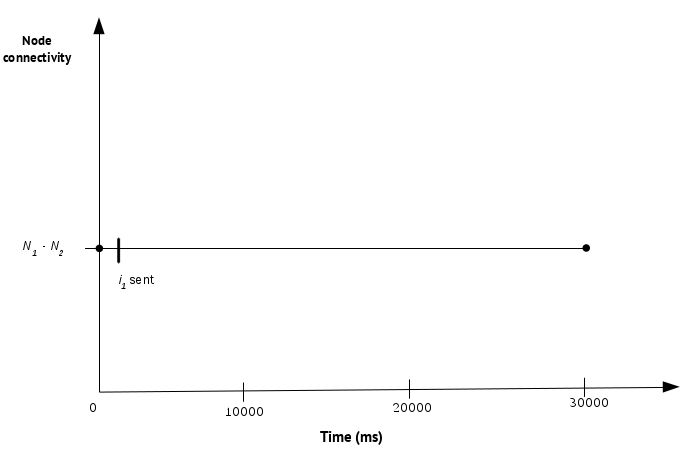 Node
connectivity
N1 - N2
i1 sent
0
10000
20000
30000
Time (ms)